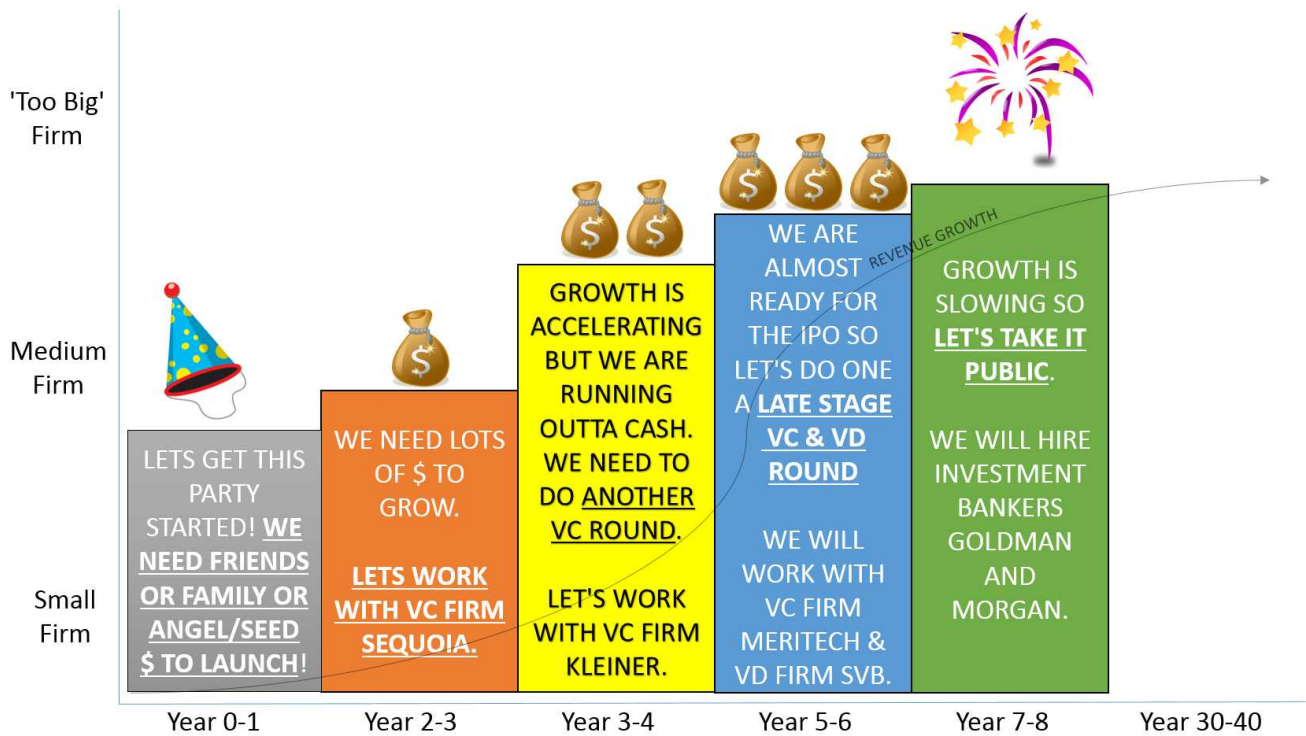 'Too Big'
Firm
Medium
Firm
Small
Firm
LETS GET THIS
PARTY
STARTED! WE
NEED FRIENDS
OR FAMILY OR
ANGEL/SEED
$ TO LAUNCH!
$
WE NEED LOTS
OF $ TO
GROW.
LETS WORK
WITH VC FIRM
SEQUOIA.
$ $
GROWTH IS
ACCELERATING
BUT WE ARE
RUNNING
OUTTA CASH.
WE NEED TO
DO ANOTHER
VC ROUND.
LET'S WORK
WITH VC FIRM
KLEINER.
$ $ $
WE ARE
ALMOST
READY FOR
THE IPO SO
LET'S DO ONE
A LATE STAGE
VC & VD
ROUND
WE WILL
WORK WITH
VC FIRM
MERITECH &
VD FIRM SVB.
REVENUE GROWTH
GROWTH IS
SLOWING SO
LET'S TAKE IT
PUBLIC.
WE WILL HIRE
INVESTMENT
BANKERS
GOLDMAN
AND
MORGAN.
Year 0-1
Year 2-3
Year 3-4
Year 5-6
Year 7-8
Year 30-40